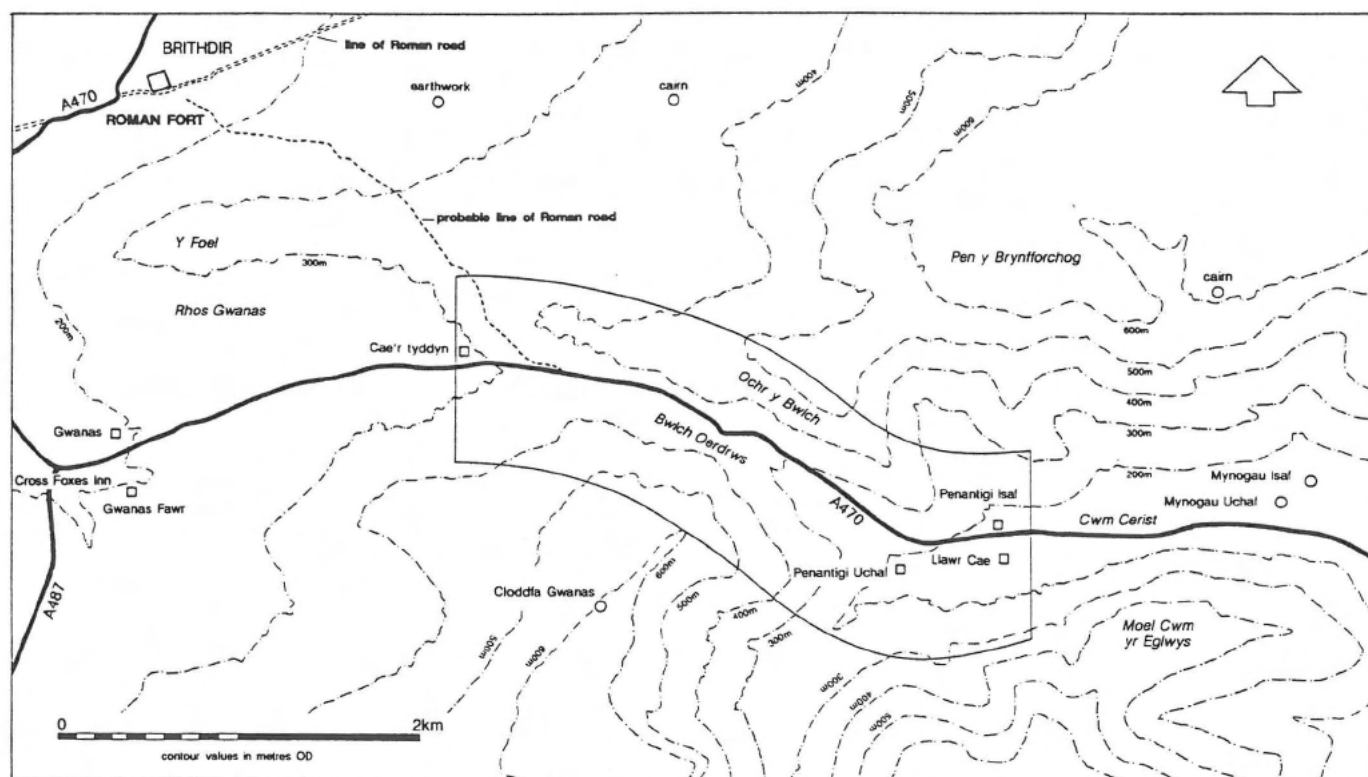 line of Roman road
BRITHDIR
A470
ROMAN FORT
earthwork
cairn
400m
500m
600m
probable line of Roman road
Y Foel
300m
Rhos Gwanas
200m
Pen y Brynfforchog
cairn
600m
500m
400m
300m
200m
Cae'r tyddyn
Ochr y Bwlch
Bwlch Oerdrws
Gwanas
Cross Foxes Inn
Gwanas Fawr
A470
Penantigi Isaf
Mynogau Isaf
Mynogau Uchaf
Cwm Cerist
Penantigi Uchaf
Llawr Cae
A487
Cloddfa Gwanas
600m
500m
400m
300m
500m
600m
Moel Cwm
yr Eglwys
300m
400m
500m
0
2km
contour values in metres OD